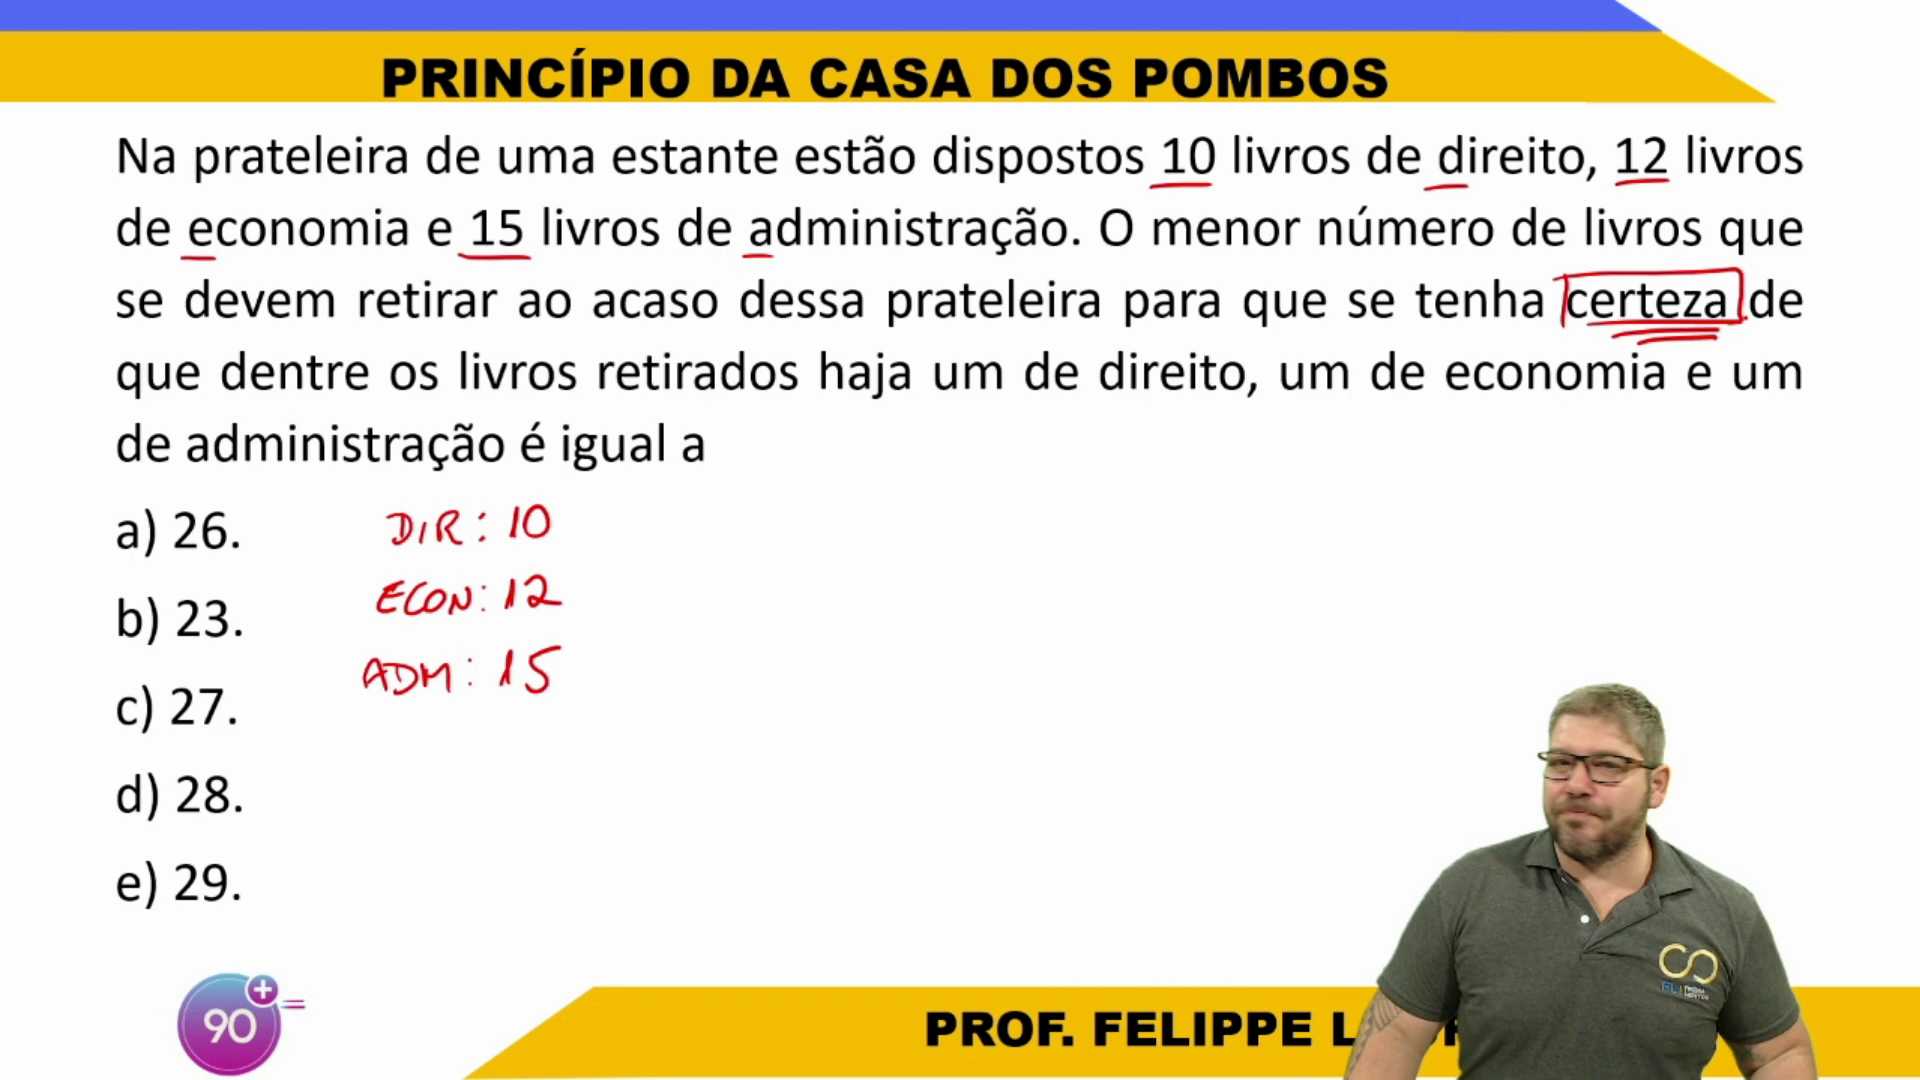 PRINCÍPIO DA CASA DOS POMBOS
Na prateleira de uma estante estão dispostos 10 livros de direito, 12 livros
de economia e 15 livros de administração. O menor número de livros que
se devem retirar ao acaso dessa prateleira para que se tenha certeza de
que dentre os livros retirados haja um de direito, um de economia e um
de administração é igual a
a) 26.
b) 23.
c) 27.
d) 28.
e) 29.
DIR: 10
ECON: 12
ADM: 15
90
PROF. FELIPPE L